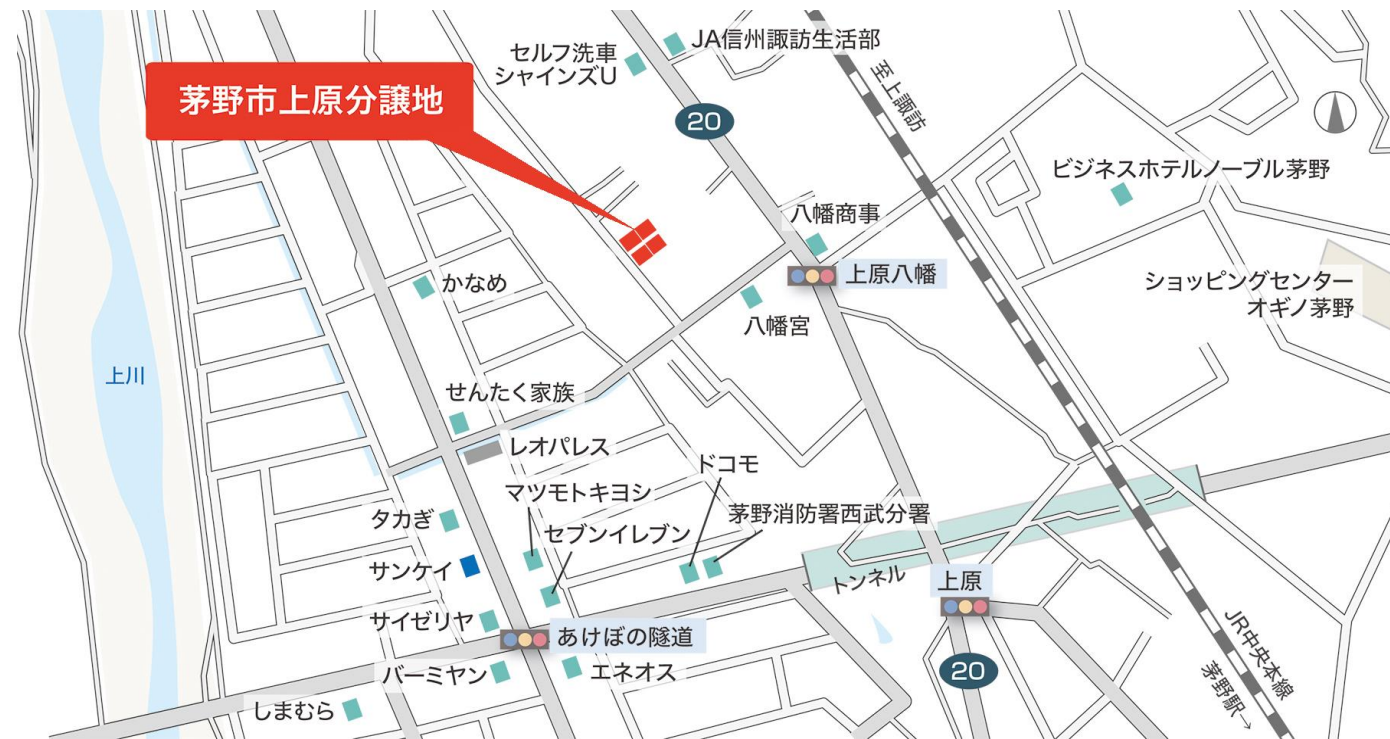 JA信州諏訪生活部
セルフ洗車
シャインズU
茅野市上原分譲地
20
至上諏訪
ビジネスホテルノーブル茅野
八幡商事
上原八幡
ショッピングセンター
オギノ茅野
かなめ
八幡宮
上川
せんたく家族
レオパレス
ドコモ
マツモトキヨシ
茅野消防署西武分署
タカぎ
セブンイレブン
サンケイ
トンネル
上原
サイゼリヤ
あけぼの隧道
JR中央本線
茅野駅→
バーミヤン
エネオス
20
しまむら